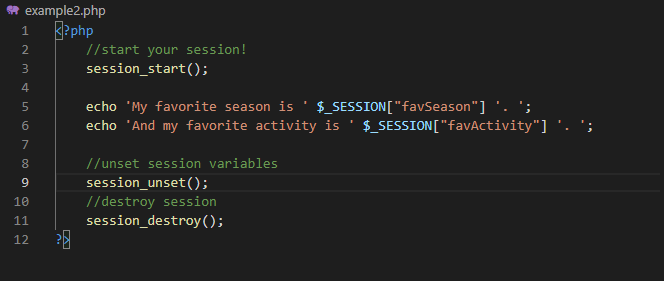 example2.php
1 <?php
2 //start your session!
3 session_start();
4
5 echo 'My favorite season is ' $_SESSION["favSeason"] '. ';
6 echo 'And my favorite activity is ' $_SESSION["favActivity"] '. ';
7
8 //unset session variables
9 session_unset();
10 //destroy session
11 session_destroy();
12 ?>